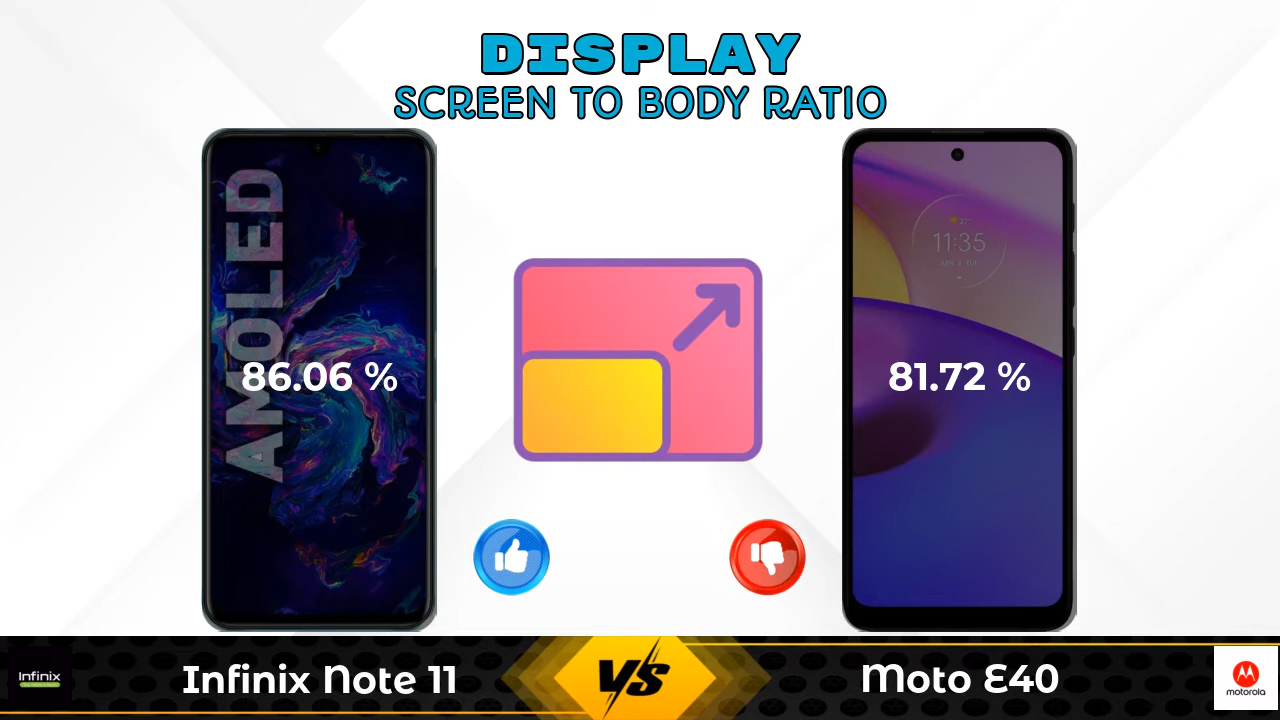 DISPLAY
SCREEN TO BODY RATIO
AMOLED
86.06 %
27°
11:35
81.72 %
Infinix
Infinix Note 11
VS
Moto E40
motorola